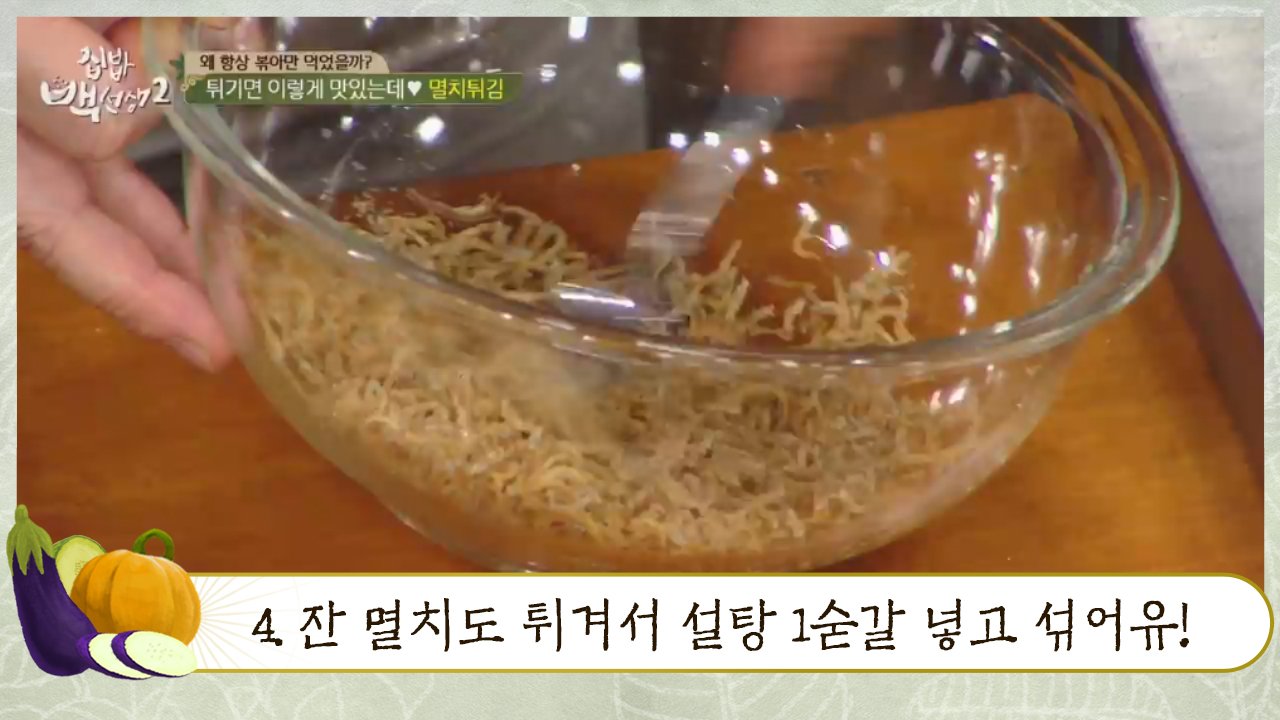 집밥
백선생2
왜 항상 볶아만 먹었을까?
튀기면 이렇게 맛있는데♥ 멸치튀김
4. 잔 멸치도 튀겨서 설탕 1숟갈 넣고 섞어유!